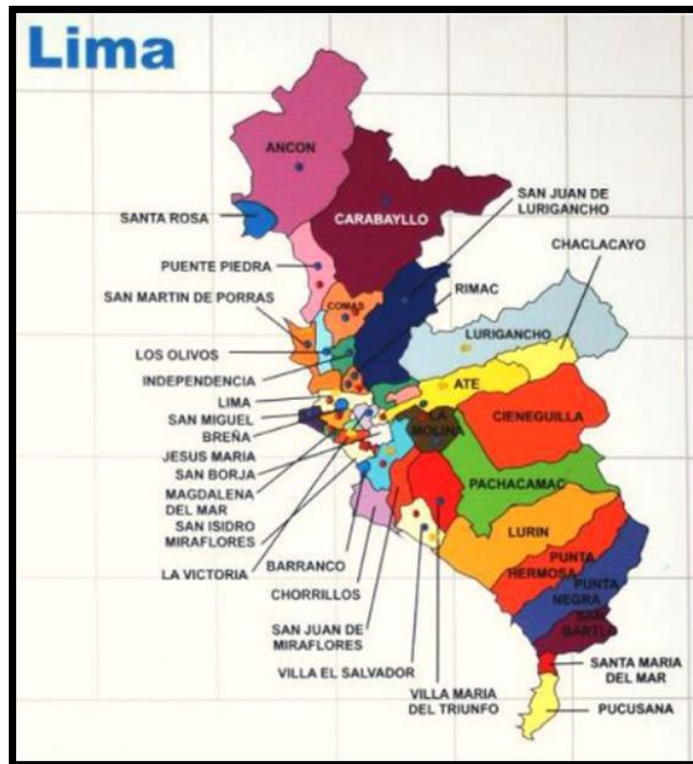 Lima
ANCON
SANTA ROSA
CARABAYLLO
SAN JUAN DE
LURIGANCHO
CHACLACAYO
PUENTE PIEDRA
RIMAC
SAN MARTIN DE PORRAS
COMAS
LURIGANCHO
LOS OLIVOS
INDEPENDENCIA
ATE
LIMA
CIENEGUILLA
SAN MIGUEL
LA
MOLINA
BREÑA
JESUS MARIA
SAN BORJA
PACHACAMAC
MAGDALENA
DEL MAR
SAN ISIDRO
MIRAFLORES
LURIN
PUNTA
HERMOSA
LA VICTORIA
BARRANCO
PUNTA
NEGRA
CHORRILLOS
SAN
BARTLO
SAN JUAN DE
MIRAFLORES
VILLA EL SALVADOR
SANTA MARIA
DEL MAR
VILLA MARIA
DEL TRIUNFO
PUCUSANA